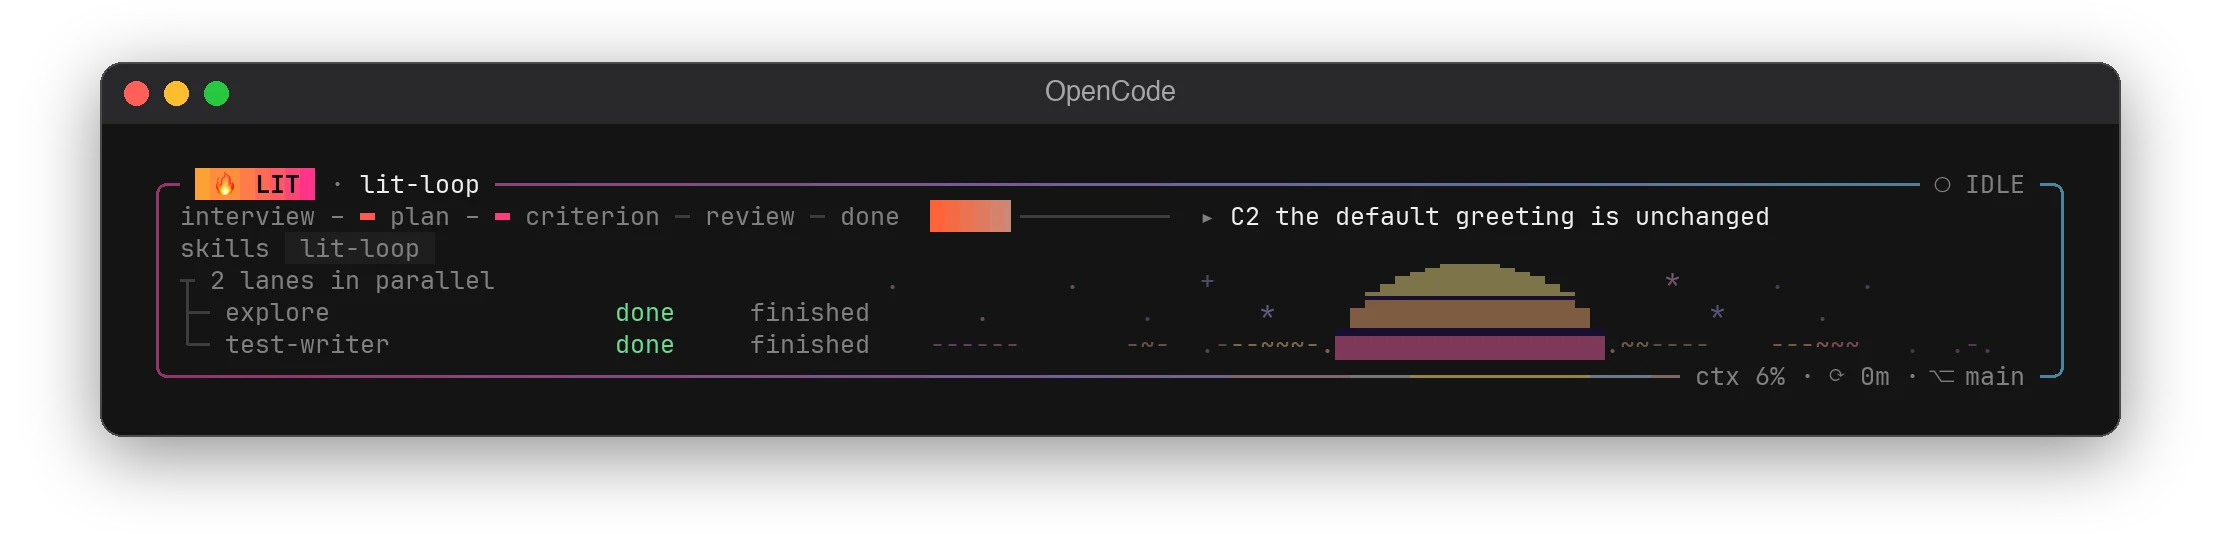 OpenCode
🔥 LIT · lit-loop ○ IDLE
interview – plan – criterion – review – done ▸ C2 the default greeting is unchanged
skills lit-loop
2 lanes in parallel
explore done finished
test-writer done finished
ctx 6% · ⟳ 0m · ⌥ main